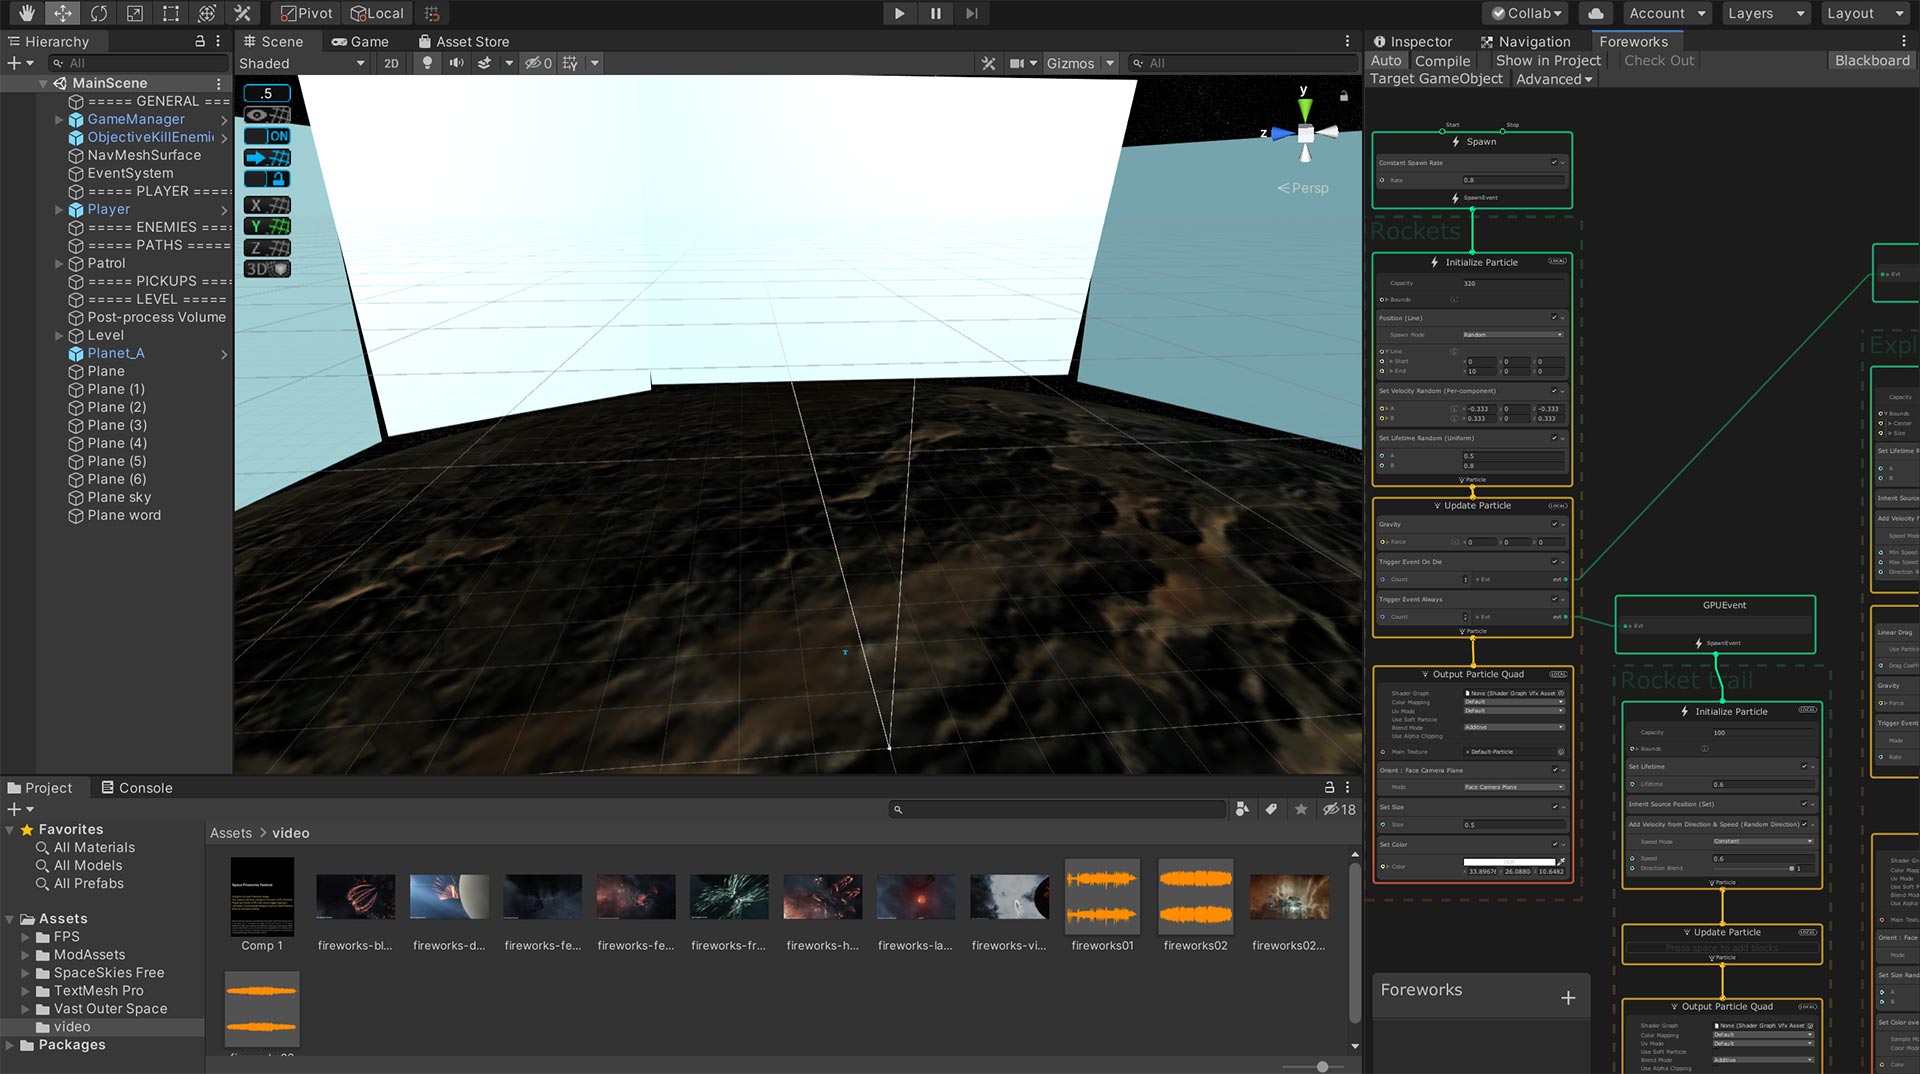 Pivot
Local
Collab
Account
Layers
Layout
Hierarchy
Scene
Game
Asset Store
Inspector
Navigation
Foreworks
All
Shaded
2D
0
Gizmos
All
Auto
Compile
Show in Project
Check Out
Blackboard
Target GameObject
Advanced
MainScene
===== GENERAL ===
GameManager
ObjectiveKillEnemi
NavMeshSurface
EventSystem
===== PLAYER =====
Player
===== ENEMIES =====
===== PATHS =====
Patrol
===== PICKUPS ====
===== LEVEL =====
Post-process Volume
Level
Planet_A
Plane
Plane (1)
Plane (2)
Plane (3)
Plane (4)
Plane (5)
Plane (6)
Plane sky
Plane word
.5
ON
X
Y
Z
3D
y
z
Persp
Start
Stop
Spawn
Constant Spawn Rate
Rate
0.8
SpawnEvent
Rockets
Initialize Particle
LOCAL
Capacity
320
Bounds
Position (Line)
Spawn Mode
Random
Line
Start
x 0
y 0
z 0
End
x 10
y 0
z 0
Set Velocity Random (Per-component)
A
x -0.333
y 0
z -0.333
B
x 0.333
y 0
z 0.333
Set Lifetime Random (Uniform)
A
0.5
B
0.8
Particle
Update Particle
LOCAL
Gravity
Force
x 0
y 0
z 0
Trigger Event On Die
Count
Evt
evt
Trigger Event Always
Count
Evt
evt
Particle
Output Particle Quad
LOCAL
Shader Graph
None (Shader Graph Vfx Asset
Color Mapping
Default
Uv Mode
Default
Use Soft Particle
Blend Mode
Additive
Use Alpha Clipping
Main Texture
Default-Particle
Orient : Face Camera Plane
Mode
Face Camera Plane
Set Size
Size
0.5
Set Color
Color
HDR
x 33.8967
y 26.0880
z 10.6482
GPUEvent
Evt
SpawnEvent
Rocket trail
Initialize Particle
LOCAL
Capacity
100
Bounds
Set Lifetime
Lifetime
0.6
Inherit Source Position (Set)
Add Velocity from Direction & Speed (Random Direction)
Speed Mode
Constant
Speed
0.6
Direction Blend
1
Particle
Update Particle
LOCAL
Press space to add blocks
Particle
Output Particle Quad
LOCAL
Shader Graph
None (Shader Graph Vfx Asset
Color Mapping
Default
Uv Mode
Default
Use Soft Particle
Blend Mode
Additive
Use Alpha Clipping
Evt
Expl
Capacity
Bounds
Center
Size
Set Lifetime R
A
B
Inherit Source
Add Velocity f
Speed Mode
Min Speed
Max Speed
Direction B
Linear Drag
Use Particle
Drag Coeffi
Gravity
Force
Trigger Event
Mode
Rate
Shader Gr
Color Mapp
Uv Mode
Use Soft Pa
Blend Mode
Use Alpha
Main Textu
Orient : Face
Mode
Set Size Rand
A
B
Set Color ove
Sample Mo
Color Mod
Color
Foreworks
Project
Console
18
Favorites
All Materials
All Models
All Prefabs
Assets
FPS
ModAssets
SpaceSkies Free
TextMesh Pro
Vast Outer Space
video
Packages
Assets > video
Space Fireworks Festival
Comp 1
fireworks-bl...
fireworks-d...
fireworks-fe...
fireworks-fe...
fireworks-fr...
fireworks-h...
fireworks-la...
fireworks-vi...
fireworks01
fireworks02
fireworks02...